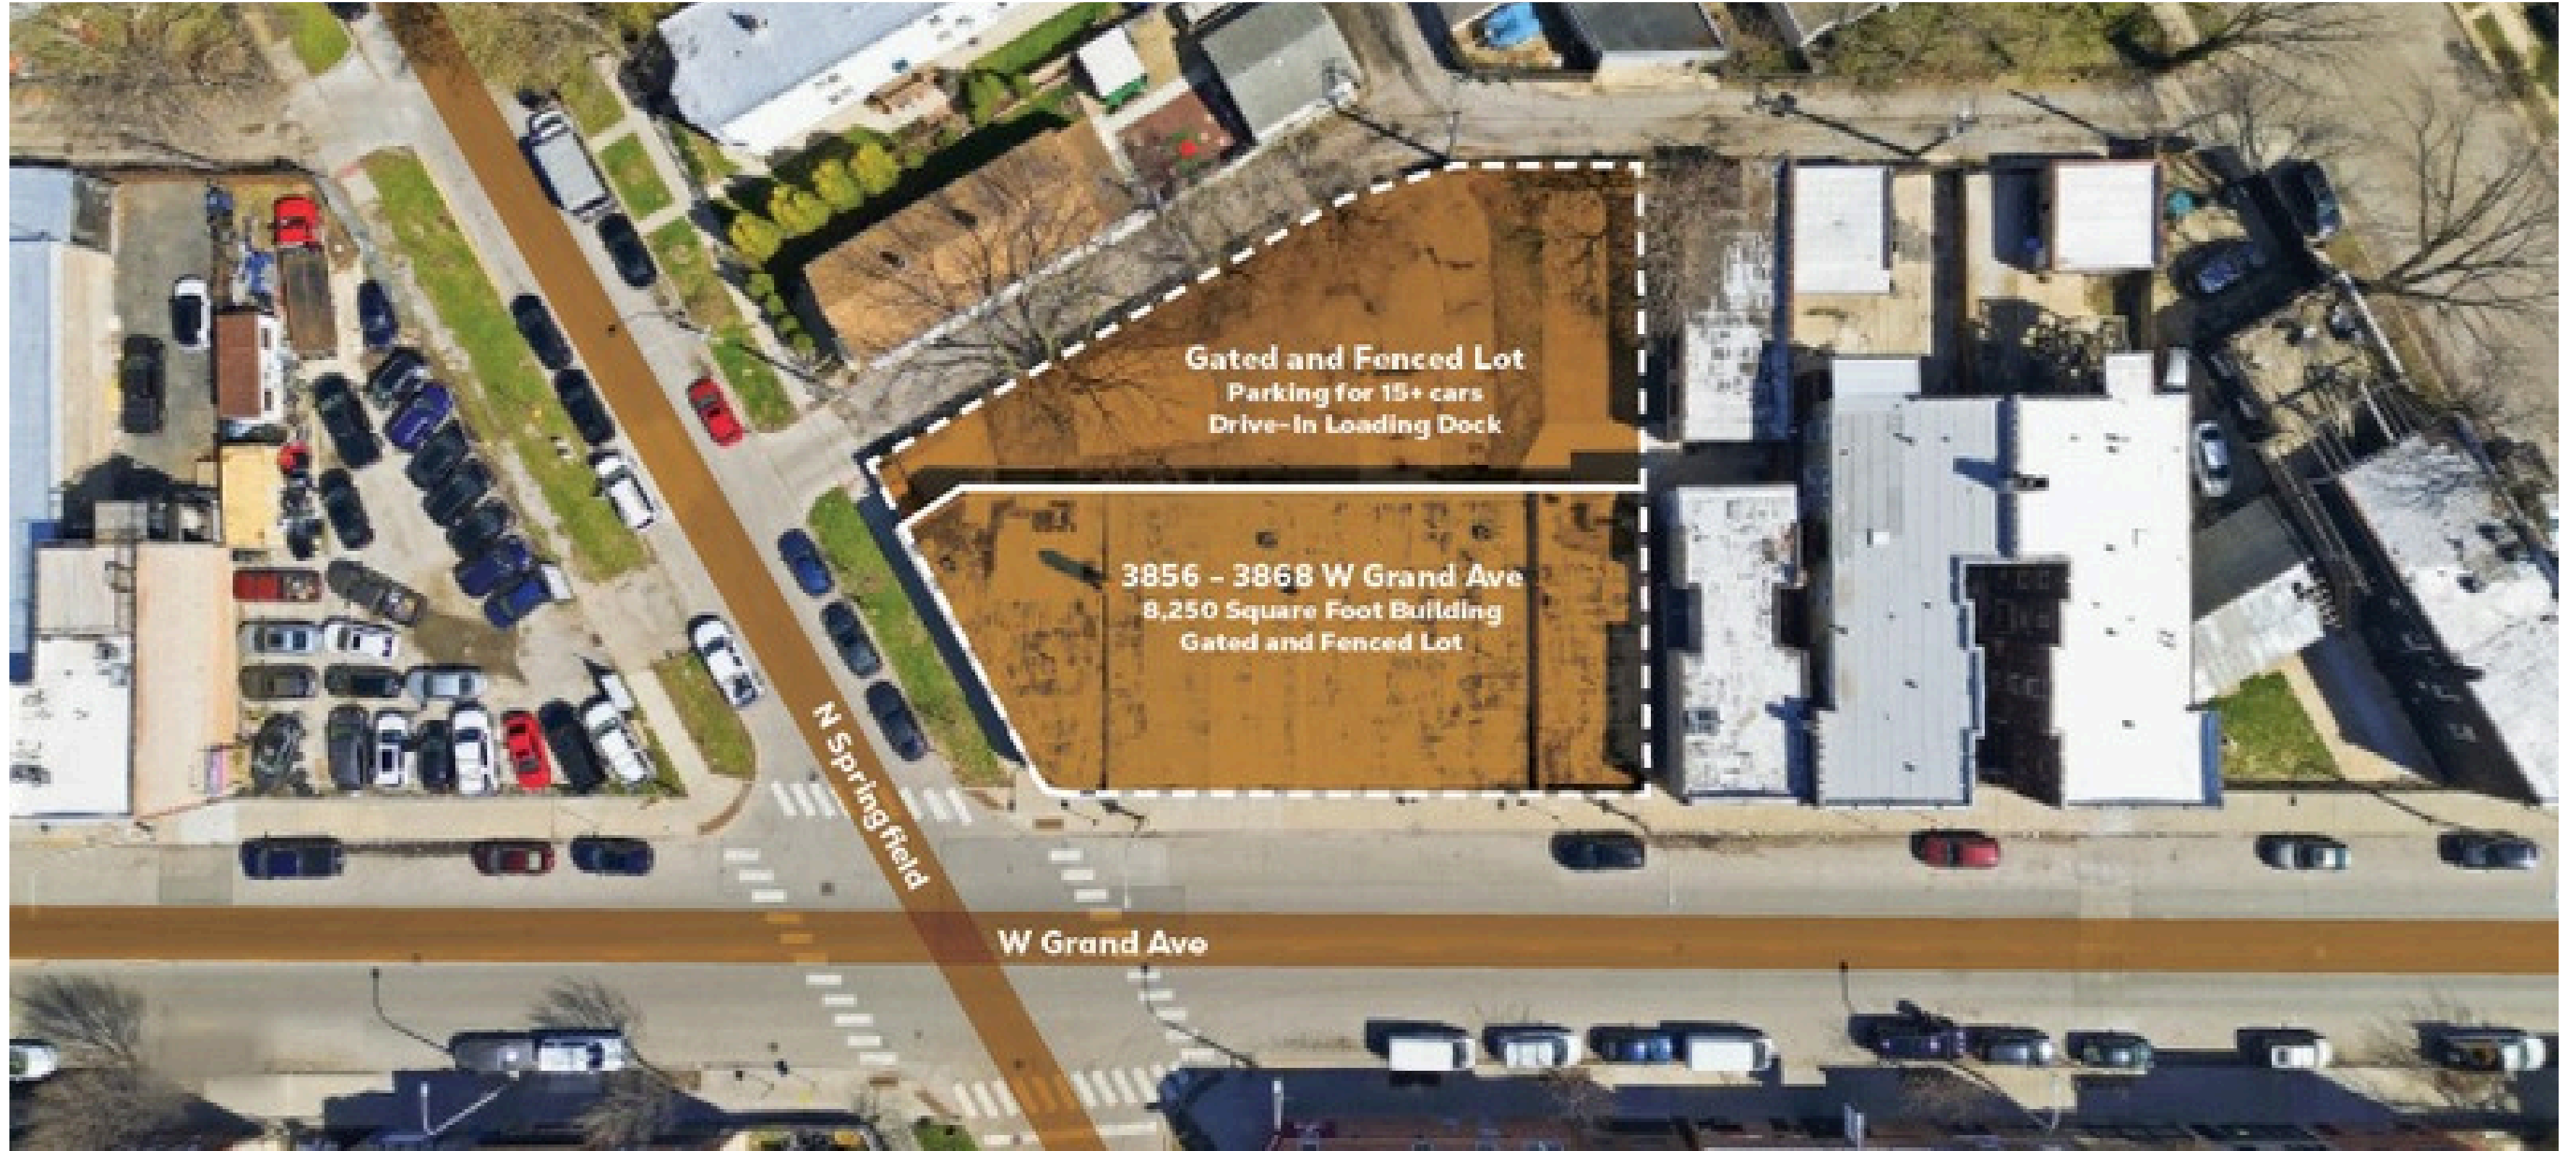 Gated and Fenced Lot
Parking for 15+ cars
Drive-In Loading Dock
3856 - 3868 W Grand Ave
8,250 Square Foot Building
Gated and Fenced Lot
N Springfield
W Grand Ave